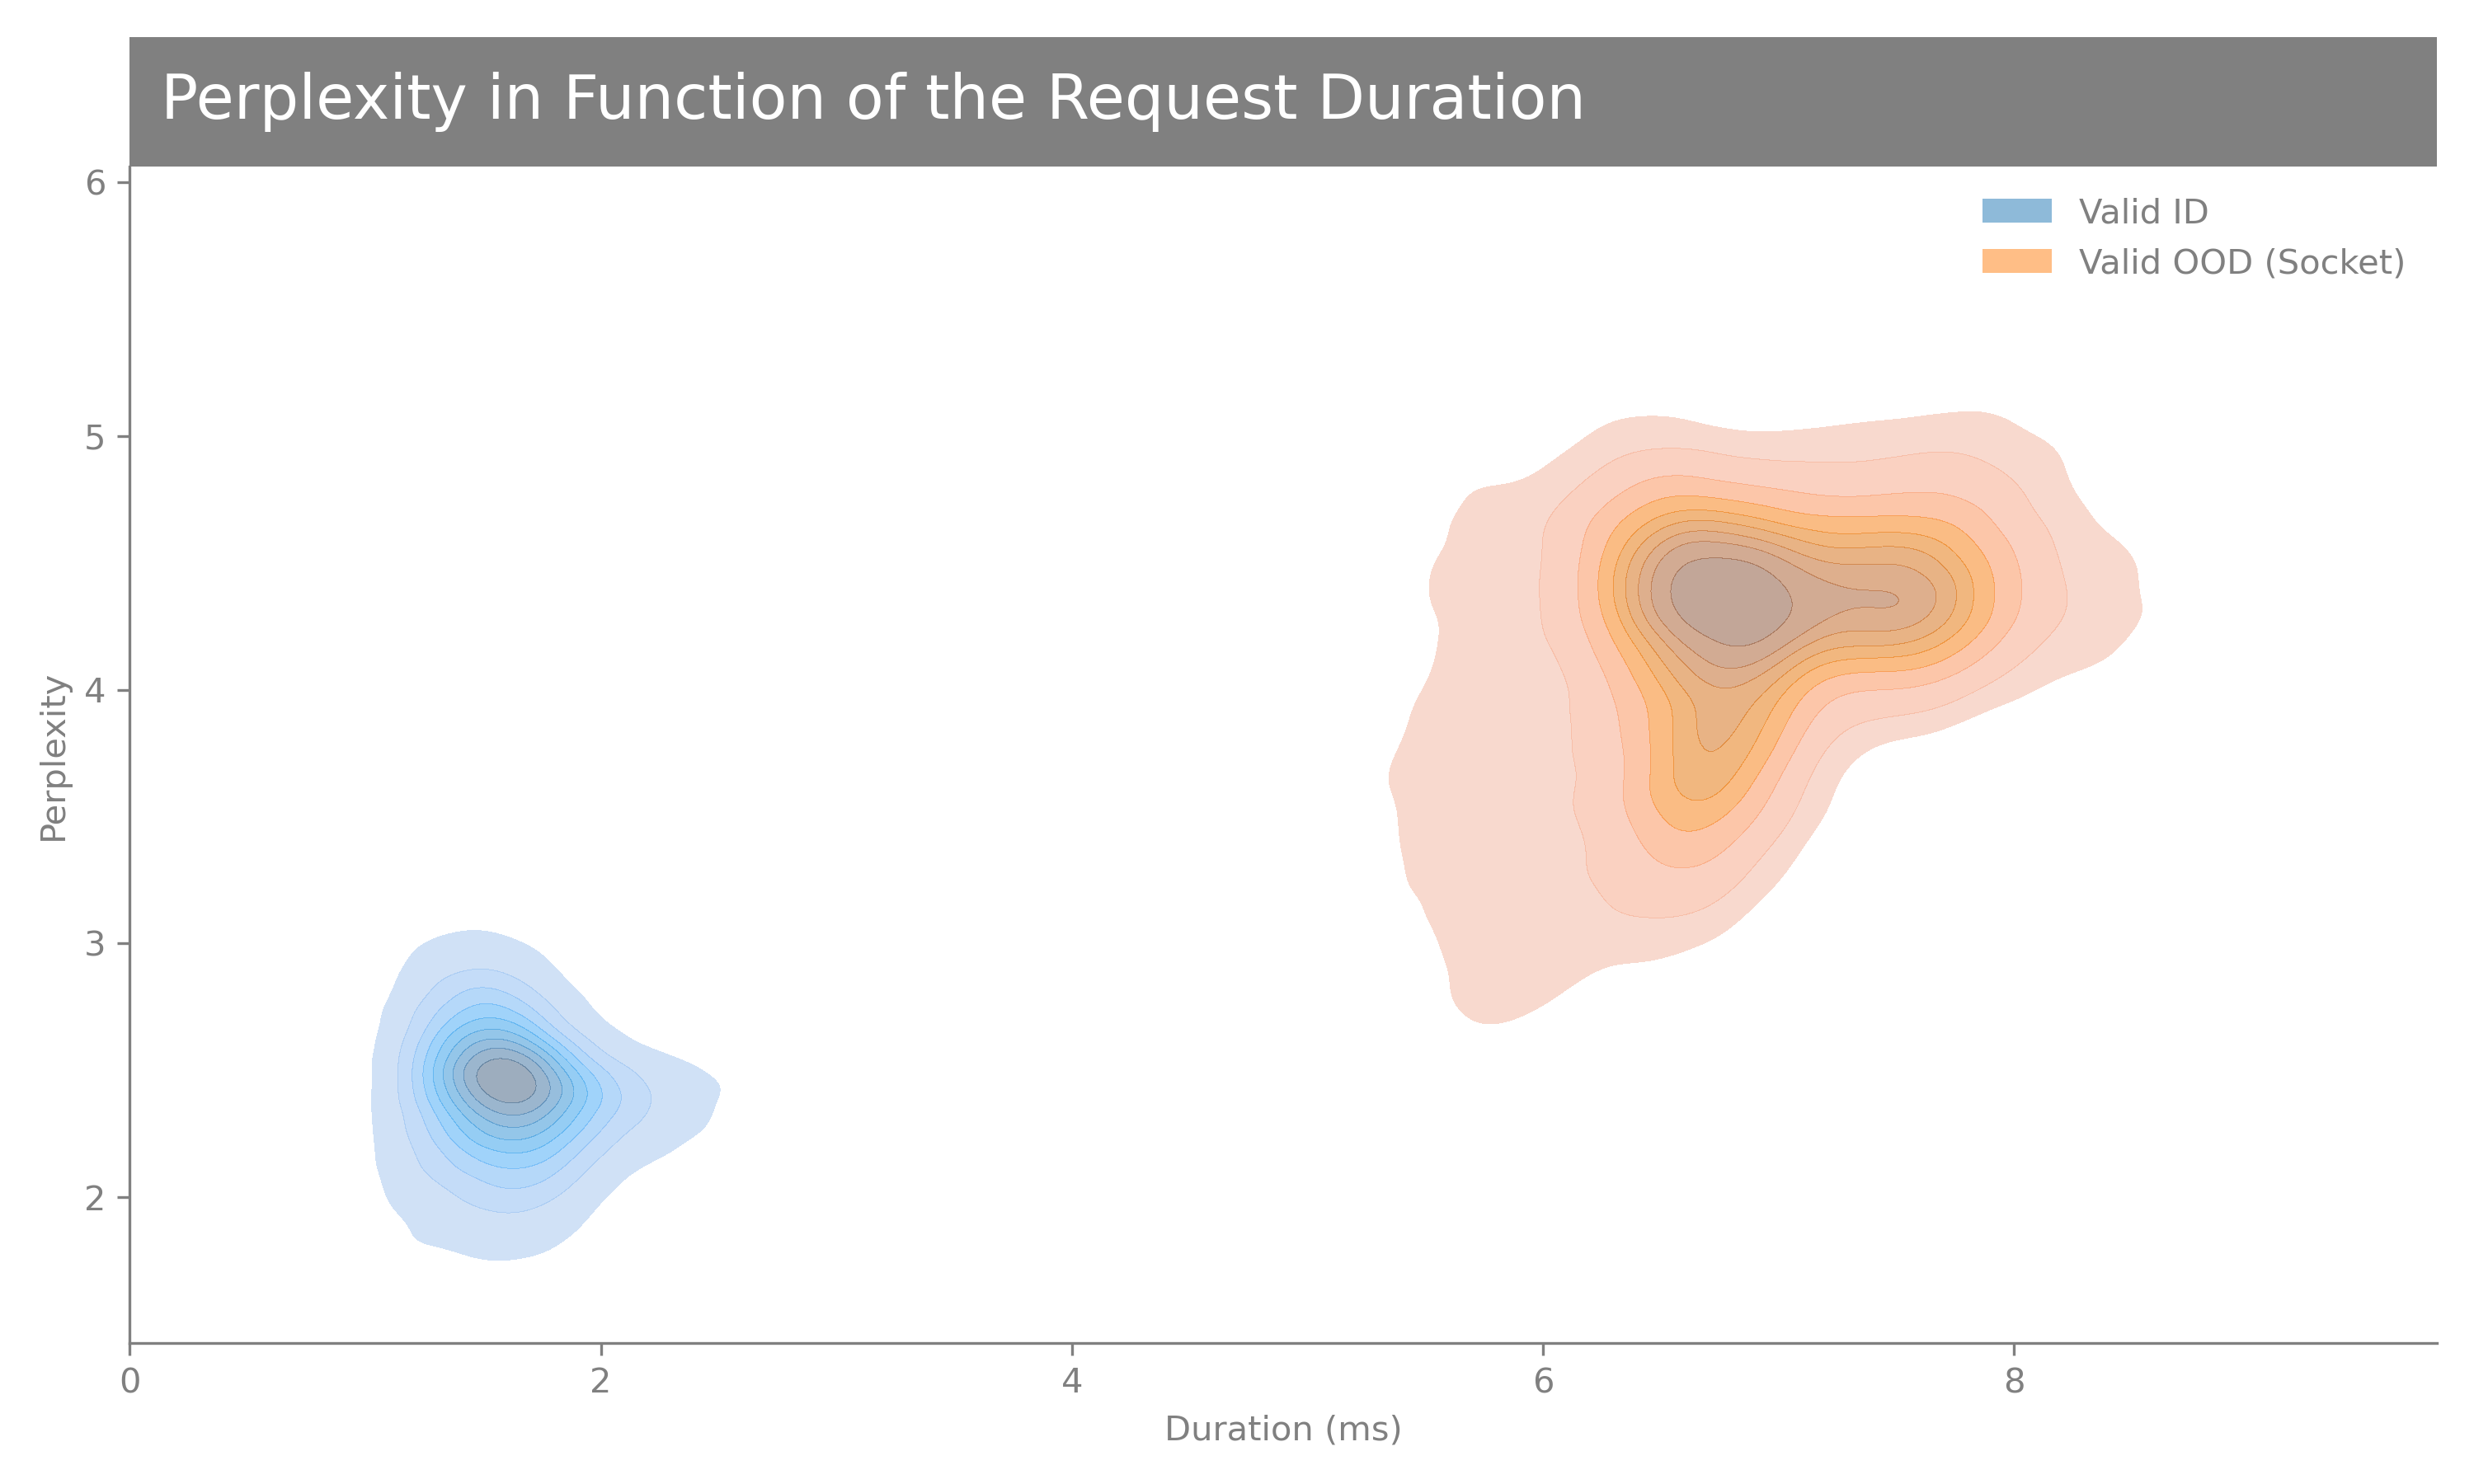 Perplexity in Function of the Request Duration
Valid ID
Valid OOD (Socket)
6
5
4
3
2
Perplexity
0 2 4 6 8
Duration (ms)